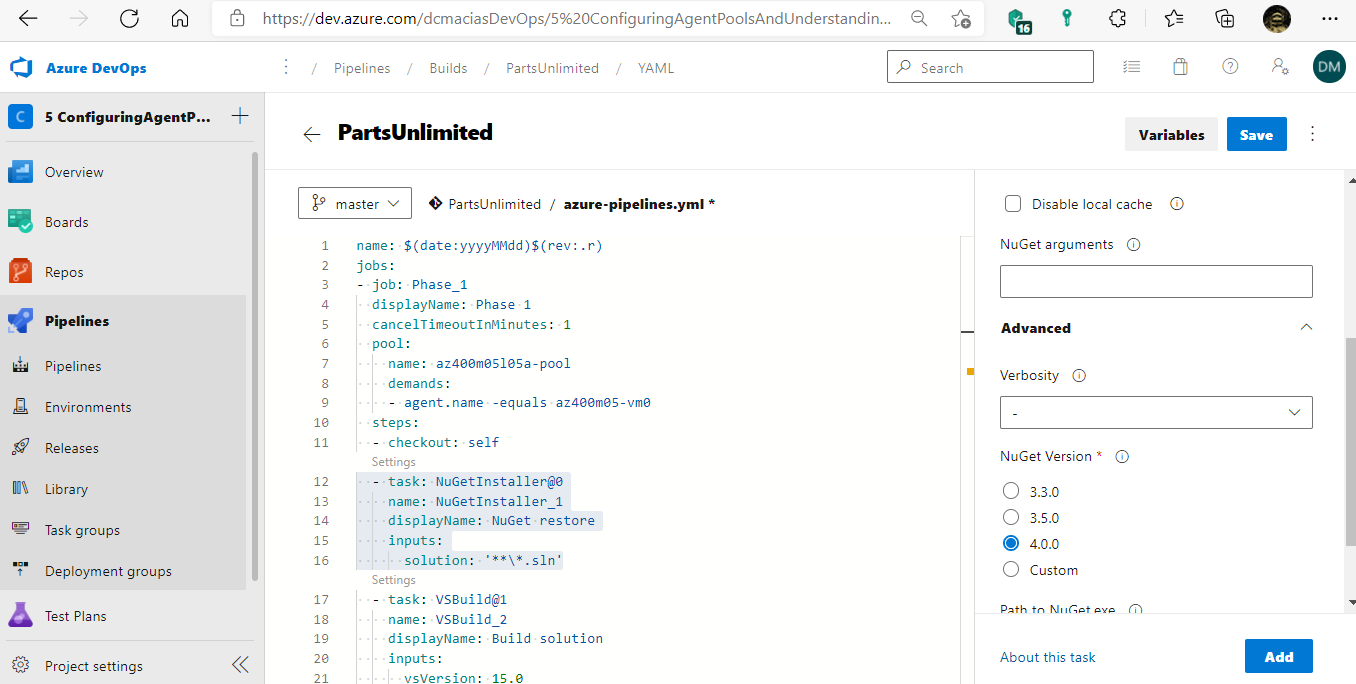 https://dev.azure.com/dcmaciasDevOps/5%20ConfiguringAgentPoolsAndUnderstandin...
16
Azure DevOps
/ Pipelines / Builds / PartsUnlimited / YAML
Search
DM
C
5 ConfiguringAgentP...
Overview
Boards
Repos
Pipelines
Pipelines
Environments
Releases
Library
Task groups
Deployment groups
Test Plans
Project settings
PartsUnlimited
Variables
Save
master
PartsUnlimited / azure-pipelines.yml *
1 name: $(date:yyyyMMdd)$(rev:.r)
2 jobs:
3 - job: Phase_1
4 displayName: Phase 1
5 cancelTimeoutInMinutes: 1
6 pool:
7 name: az400m05l05a-pool
8 demands:
9 - agent.name -equals az400m05-vm0
10 steps:
11 - checkout: self
Settings
12 - task: NuGetInstaller@0
13 name: NuGetInstaller_1
14 displayName: NuGet restore
15 inputs:
16 solution: '**\*.sln'
Settings
17 - task: VSBuild@1
18 name: VSBuild_2
19 displayName: Build solution
20 inputs:
21 vsVersion: 15.0
Disable local cache
NuGet arguments
Advanced
Verbosity
-
NuGet Version *
3.3.0
3.5.0
4.0.0
Custom
Path to NuGet.exe
About this task
Add